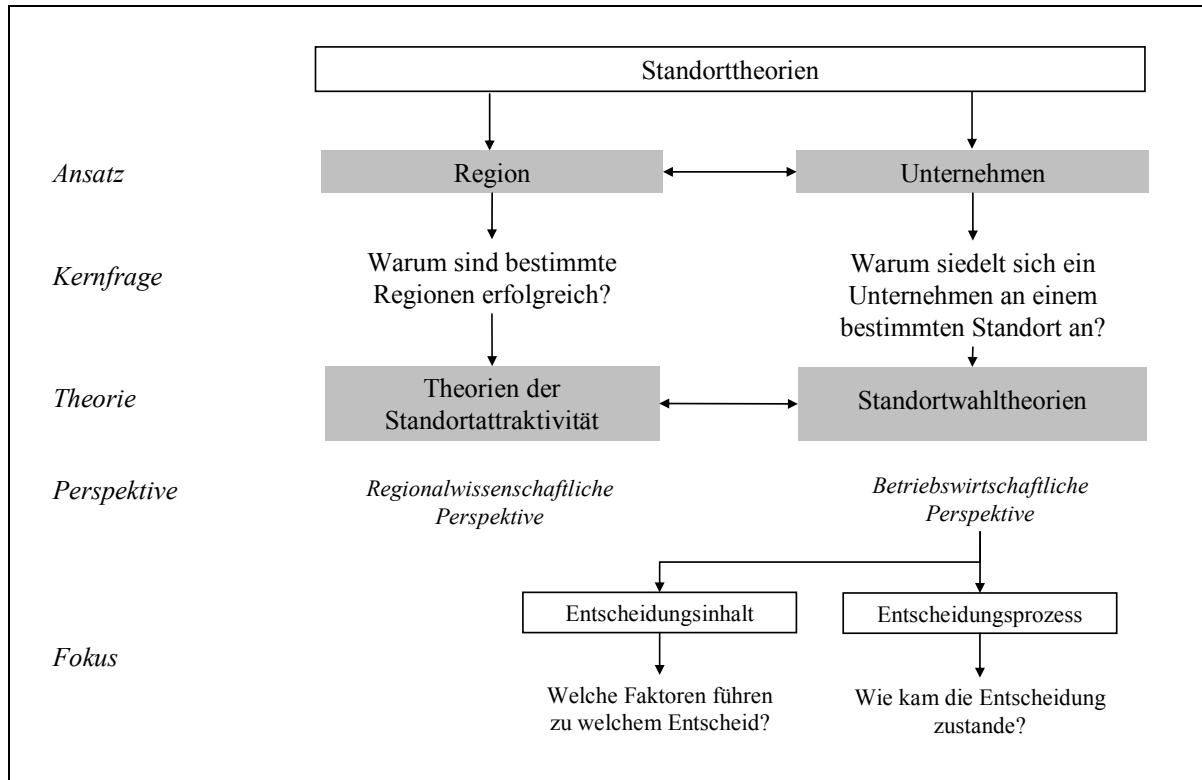 Standorttheorien
Ansatz
Region
Unternehmen
Kernfrage
Warum sind bestimmte
Regionen erfolgreich?
Warum siedelt sich ein
Unternehmen an einem
bestimmten Standort an?
Theorie
Theorien der
Standortattraktivität
Standortwahltheorien
Perspektive
Regionalwissenschaftliche
Perspektive
Betriebswirtschaftliche
Perspektive
Fokus
Entscheidungsinhalt
Entscheidungsprozess
Welche Faktoren führen
zu welchem Entscheid?
Wie kam die Entscheidung
zustande?